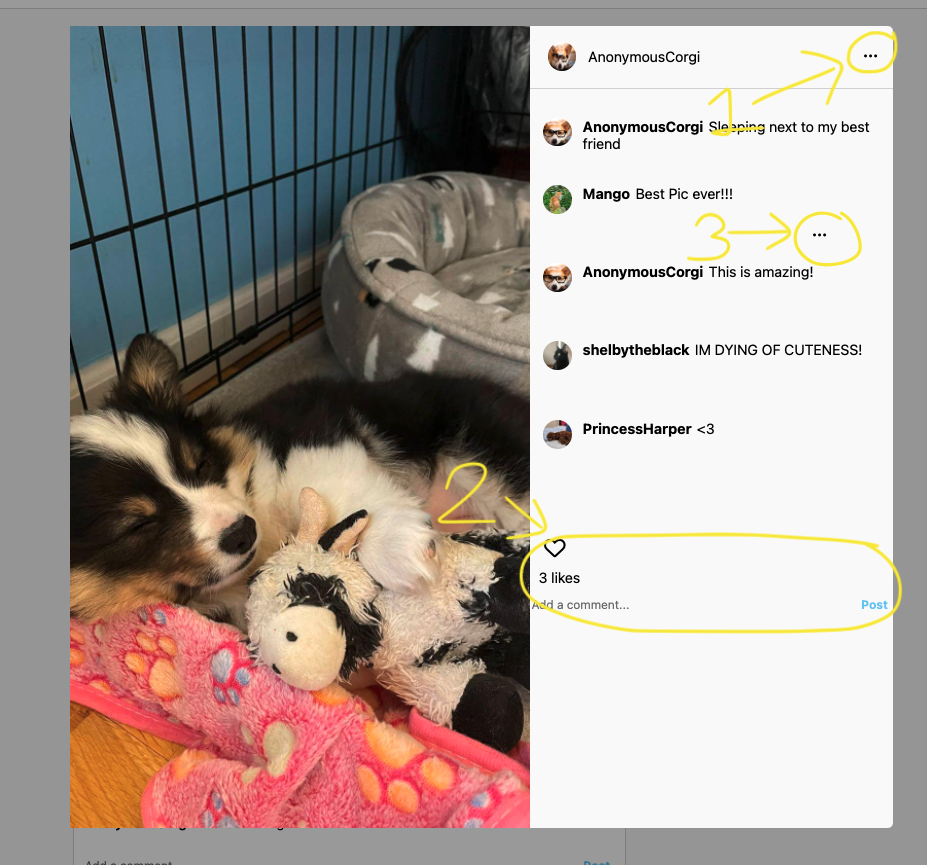 AnonymousCorgi ...
1
AnonymousCorgi Sleeping next to my best
friend
Mango Best Pic ever!!!
3 ...
AnonymousCorgi This is amazing!
shelbytheblack IM DYING OF CUTENESS!
PrincessHarper <3
2
3 likes
Add a comment... Post
Add a comment Post